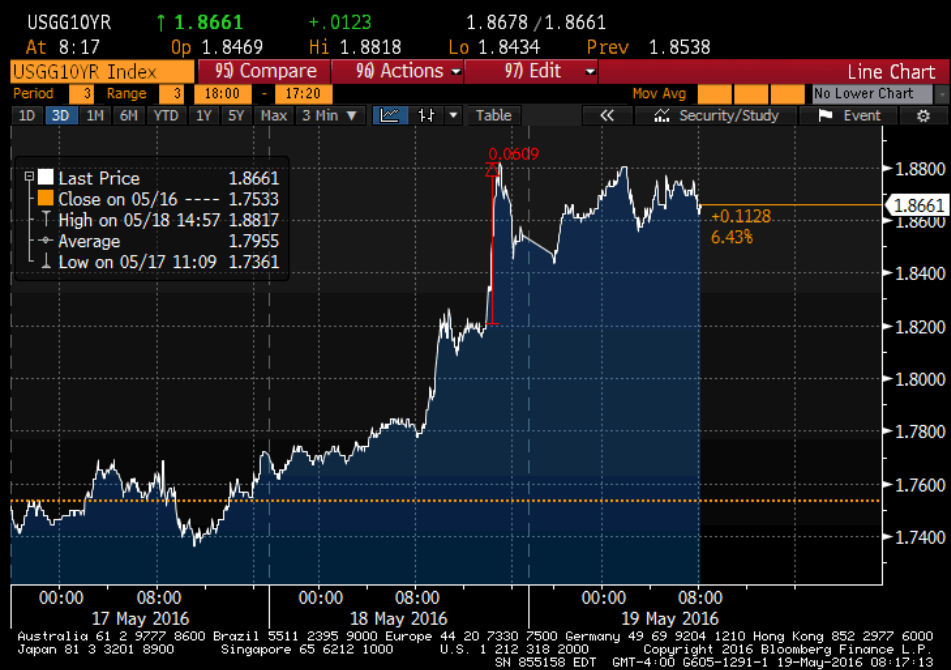 USGG10YR ↑ 1.8661 +.0123 1.8678 / 1.8661
At 8:17 Op 1.8469 Hi 1.8818 Lo 1.8434 Prev 1.8538
USGG10YR Index 95) Compare 96) Actions 97) Edit Line Chart
Period 3 Range 3 18:00 - 17:20 Mov Avg No Lower Chart
1D 3D 1M 6M YTD 1Y 5Y Max 3 Min ▼ Table « Security/Study Event
0.0609
Last Price 1.8661
Close on 05/16 ---- 1.7533
High on 05/18 14:57 1.8817
Average 1.7955
Low on 05/17 11:09 1.7361
1.8800
1.8661
1.8600
+0.1128
6.43%
1.8400
1.8200
1.8000
1.7800
1.7600
1.7400
00:00 08:00 00:00 08:00 00:00 08:00
17 May 2016 18 May 2016 19 May 2016
Australia 61 2 9777 8600 Brazil 5511 2395 9000 Europe 44 20 7330 7500 Germany 49 69 9204 1210 Hong Kong 852 2977 6000
Japan 81 3 3201 8900 Singapore 65 6212 1000 U.S. 1 212 318 2000 Copyright 2016 Bloomberg Finance L.P.
SN 855158 EDT GMT-4:00 G605-1291-1 19-May-2016 08:17:13